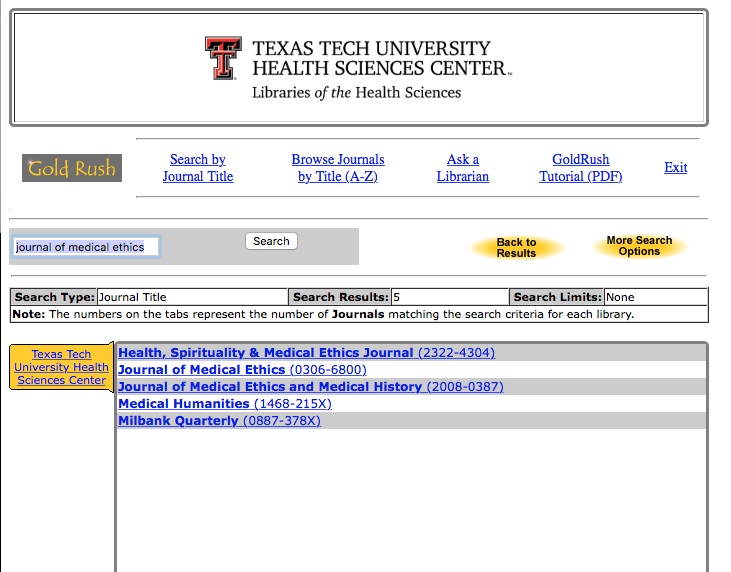 TEXAS TECH UNIVERSITY
HEALTH SCIENCES CENTER™
Libraries of the Health Sciences
Gold Rush
Search by
Journal Title
Browse Journals
by Title (A-Z)
Ask a
Librarian
GoldRush
Tutorial (PDF)
Exit
journal of medical ethics
Search
Back to
Results
More Search
Options
Search Type: Journal Title Search Results: 5 Search Limits: None
Note: The numbers on the tabs represent the number of Journals matching the search criteria for each library.
Texas Tech
University Health
Sciences Center
Health, Spirituality & Medical Ethics Journal (2322-4304)
Journal of Medical Ethics (0306-6800)
Journal of Medical Ethics and Medical History (2008-0387)
Medical Humanities (1468-215X)
Milbank Quarterly (0887-378X)